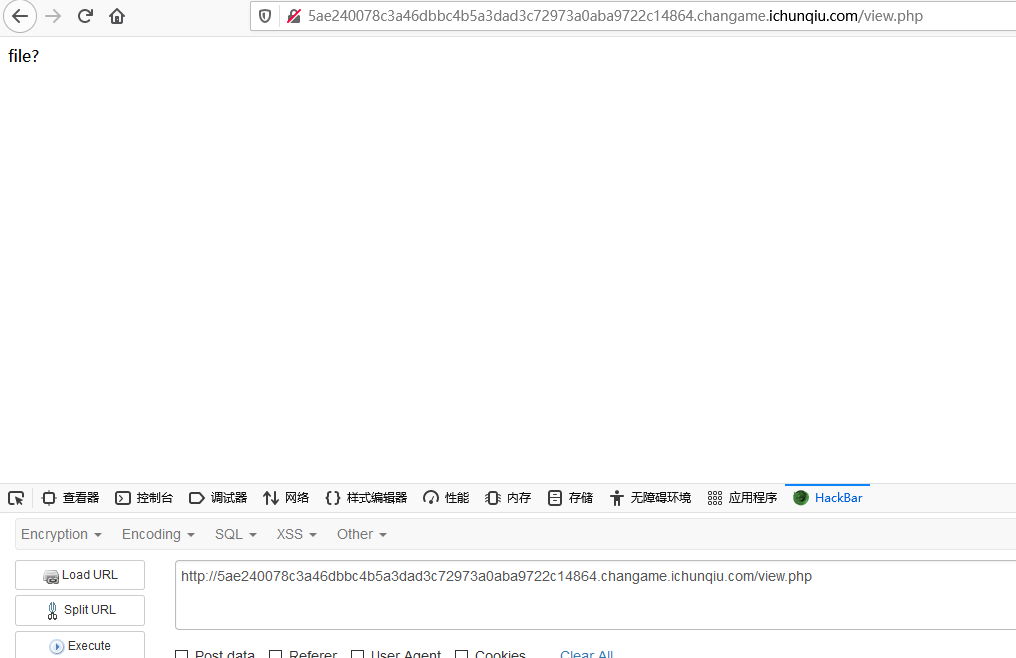 5ae240078c3a46dbbc4b5a3dad3c72973a0aba9722c14864.changame.ichunqiu.com/view.php
file?
查看器 控制台 调试器 网络 {} 样式编辑器 性能 内存 存储 无障碍环境 应用程序 HackBar
Encryption Encoding SQL XSS Other
Load URL http://5ae240078c3a46dbbc4b5a3dad3c72973a0aba9722c14864.changame.ichunqiu.com/view.php
Split URL
Execute
Post data Referer User Agent Cookies Clear All